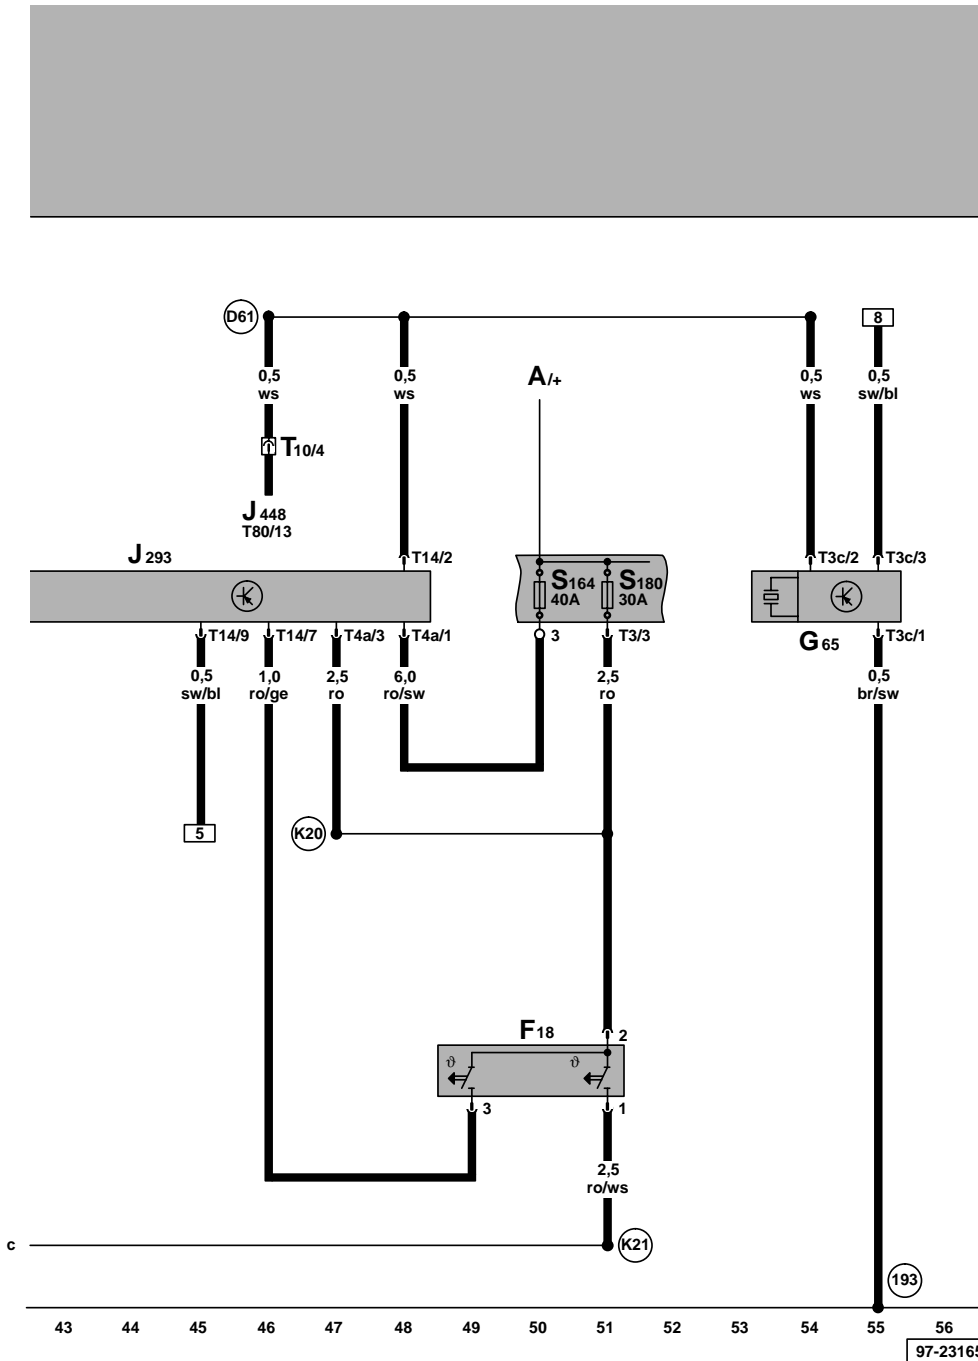 D61
8
0,5
ws
0,5
ws
A/+
0,5
ws
0,5
sw/bl
T10/4
J448
T80/13
J293
T14/2
T3c/2
T3c/3
S164
40A
S180
30A
T14/9
T14/7
T4a/3
T4a/1
3
T3/3
G65
T3c/1
0,5
sw/bl
1,0
ro/ge
2,5
ro
6,0
ro/sw
2,5
ro
0,5
br/sw
5
K20
F18
2
ϑ
ϑ
3
1
2,5
ro/ws
c
K21
193
43 44 45 46 47 48 49 50 51 52 53 54 55 56